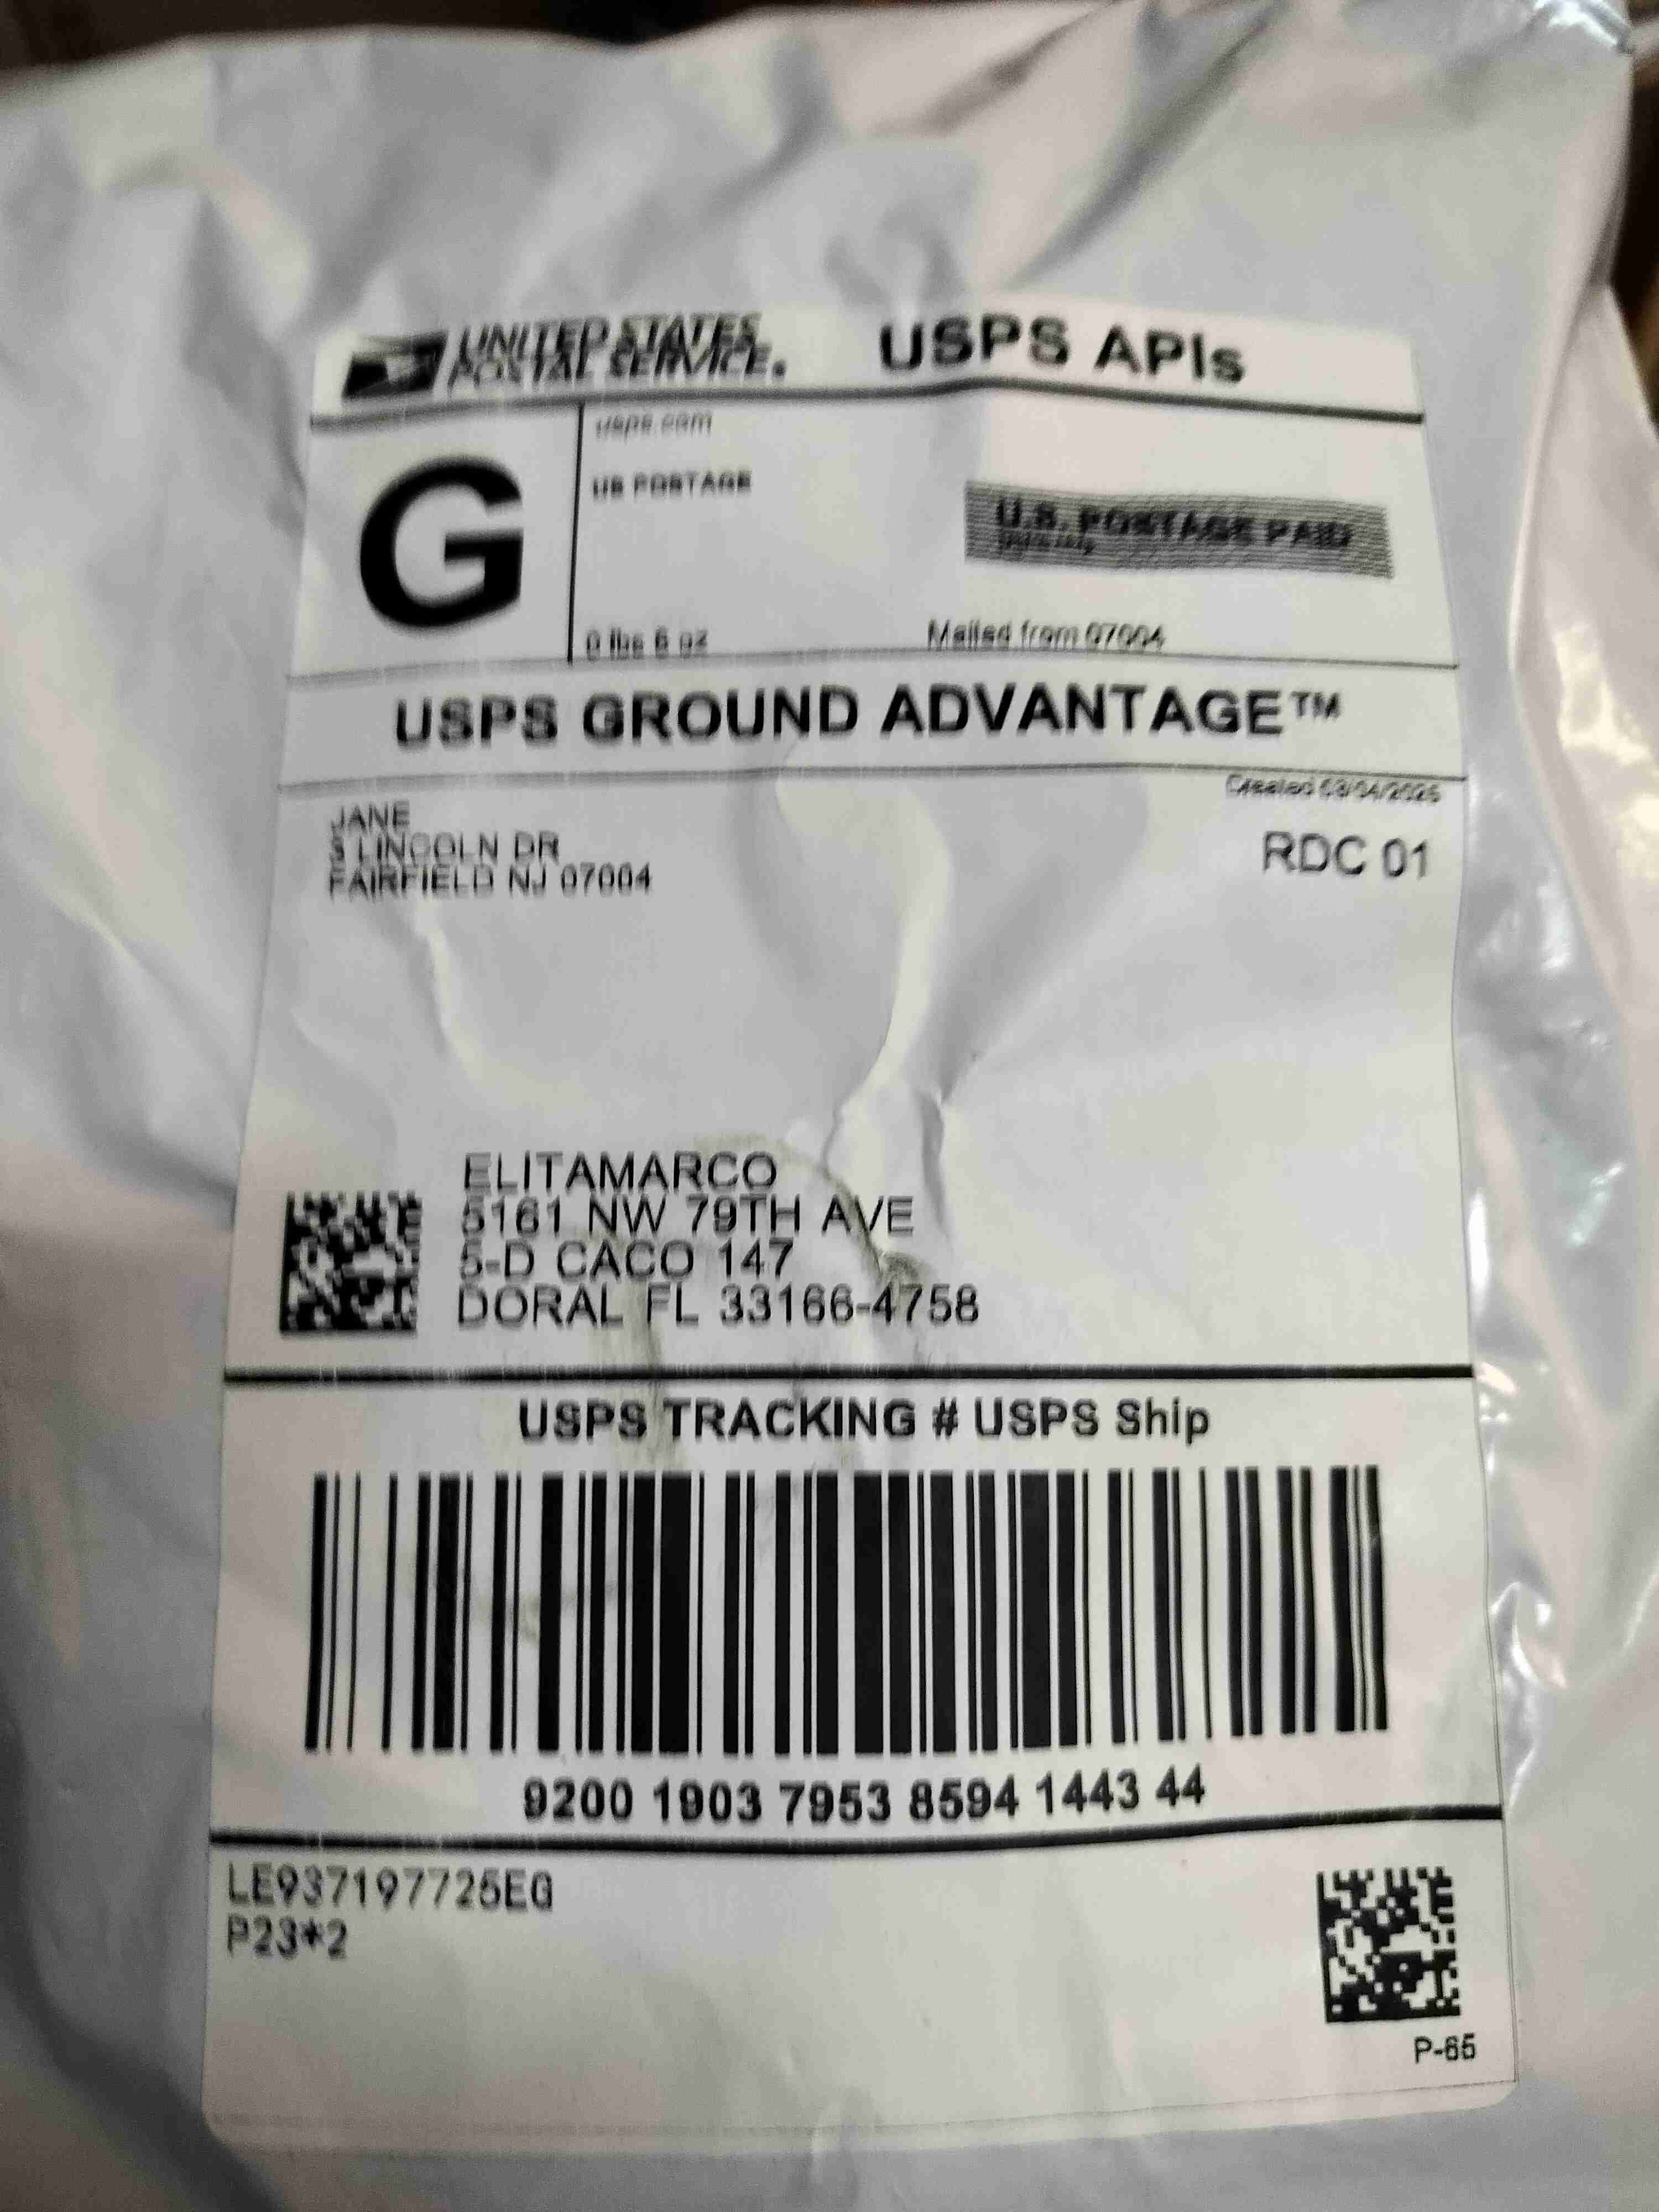 UNITED STATES
POSTAL SERVICE.
USPS APIs
G
usps.com
US POSTAGE
U.S. POSTAGE PAID
0 lbs 6 oz
Mailed from 07004
USPS GROUND ADVANTAGE™
Created 03/04/2025
JANE
3 LINCOLN DR
FAIRFIELD NJ 07004
RDC 01
ELITAMARCO
5161 NW 79TH AVE
5-D CACO 147
DORAL FL 33166-4758
USPS TRACKING # USPS Ship
9200 1903 7953 8594 1443 44
LE937197725EG
P23*2
P-65